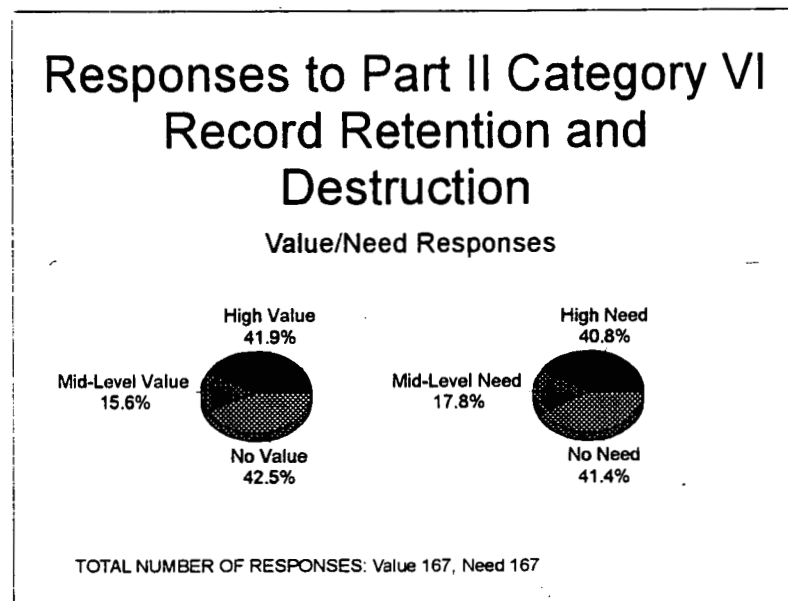 Responses to Part II Category VI
Record Retention and
Destruction
Value/Need Responses
High Value
41.9%
Mid-Level Value
15.6%
No Value
42.5%
High Need
40.8%
Mid-Level Need
17.8%
No Need
41.4%
TOTAL NUMBER OF RESPONSES: Value 167, Need 167